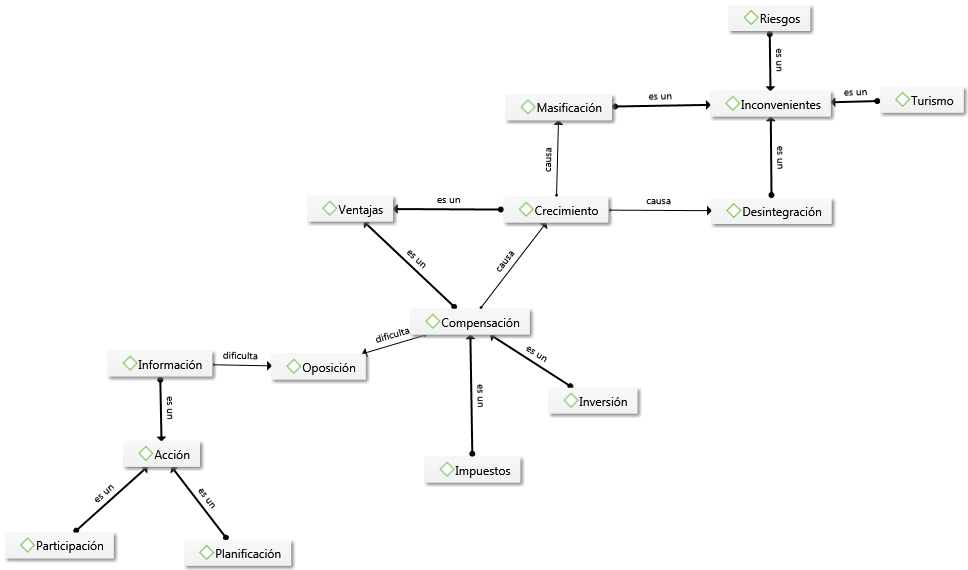 Riesgos
es un
Masificación
es un
Inconvenientes
es un
Turismo
causa
es un
Ventajas
es un
Crecimiento
causa
Desintegración
es un
causa
Compensación
dificulta
Información
dificulta
Oposición
es un
es un
es un
Inversión
Acción
Impuestos
es un
es un
Participación
Planificación